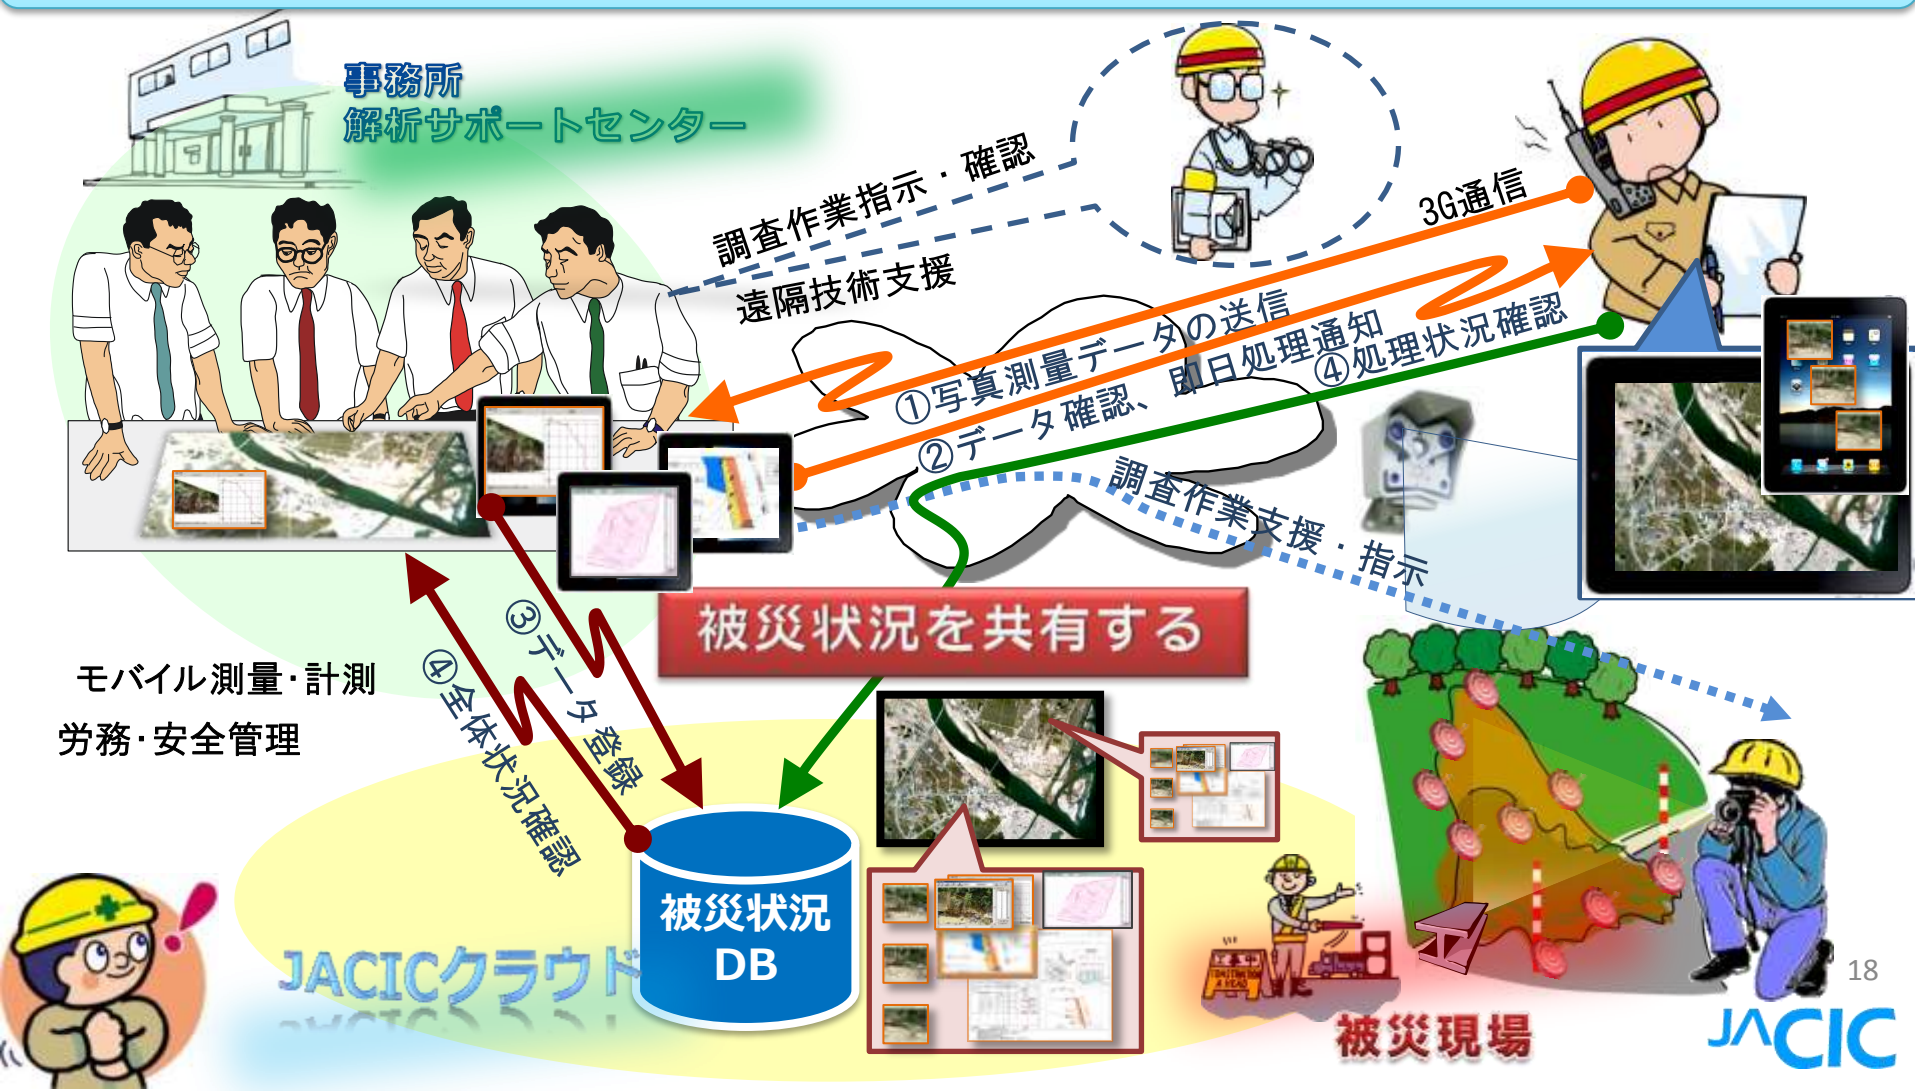 事務所
解析サポートセンター
調査作業指示・確認
遠隔技術支援
3G通信
①写真測量データの送信
②データ確認、即日処理通知
④処理状況確認
調査作業支援・指示
被災状況を共有する
③データ登録
④全体状況確認
モバイル測量・計測
労務・安全管理
被災状況
DB
JACICクラウド
工事中
CONSTRUCTION
AHEAD
被災現場
18
JACIC